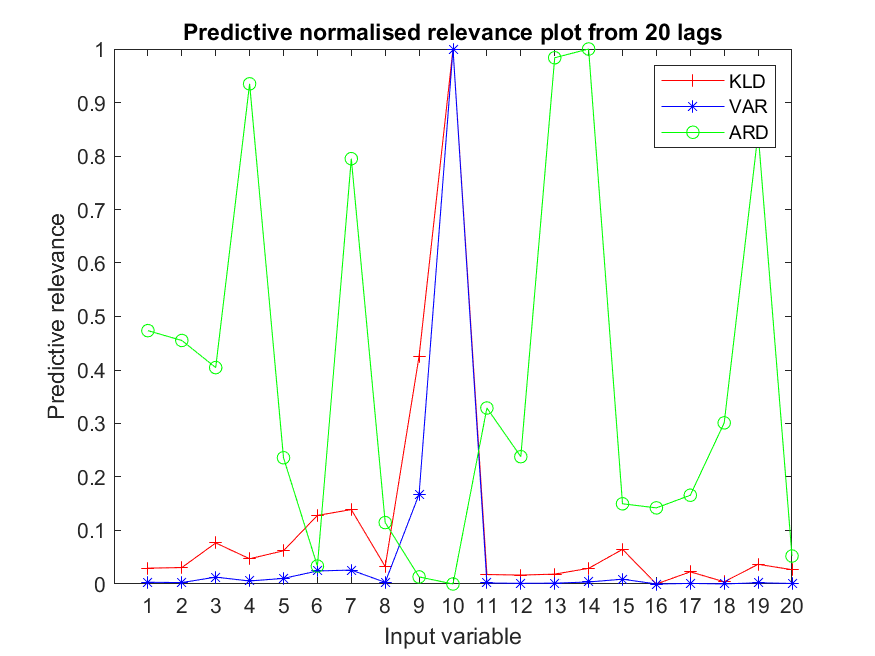 Predictive normalised relevance plot from 20 lags
KLD
VAR
ARD
Predictive relevance
1
0.9
0.8
0.7
0.6
0.5
0.4
0.3
0.2
0.1
0
1 2 3 4 5 6 7 8 9 10 11 12 13 14 15 16 17 18 19 20
Input variable